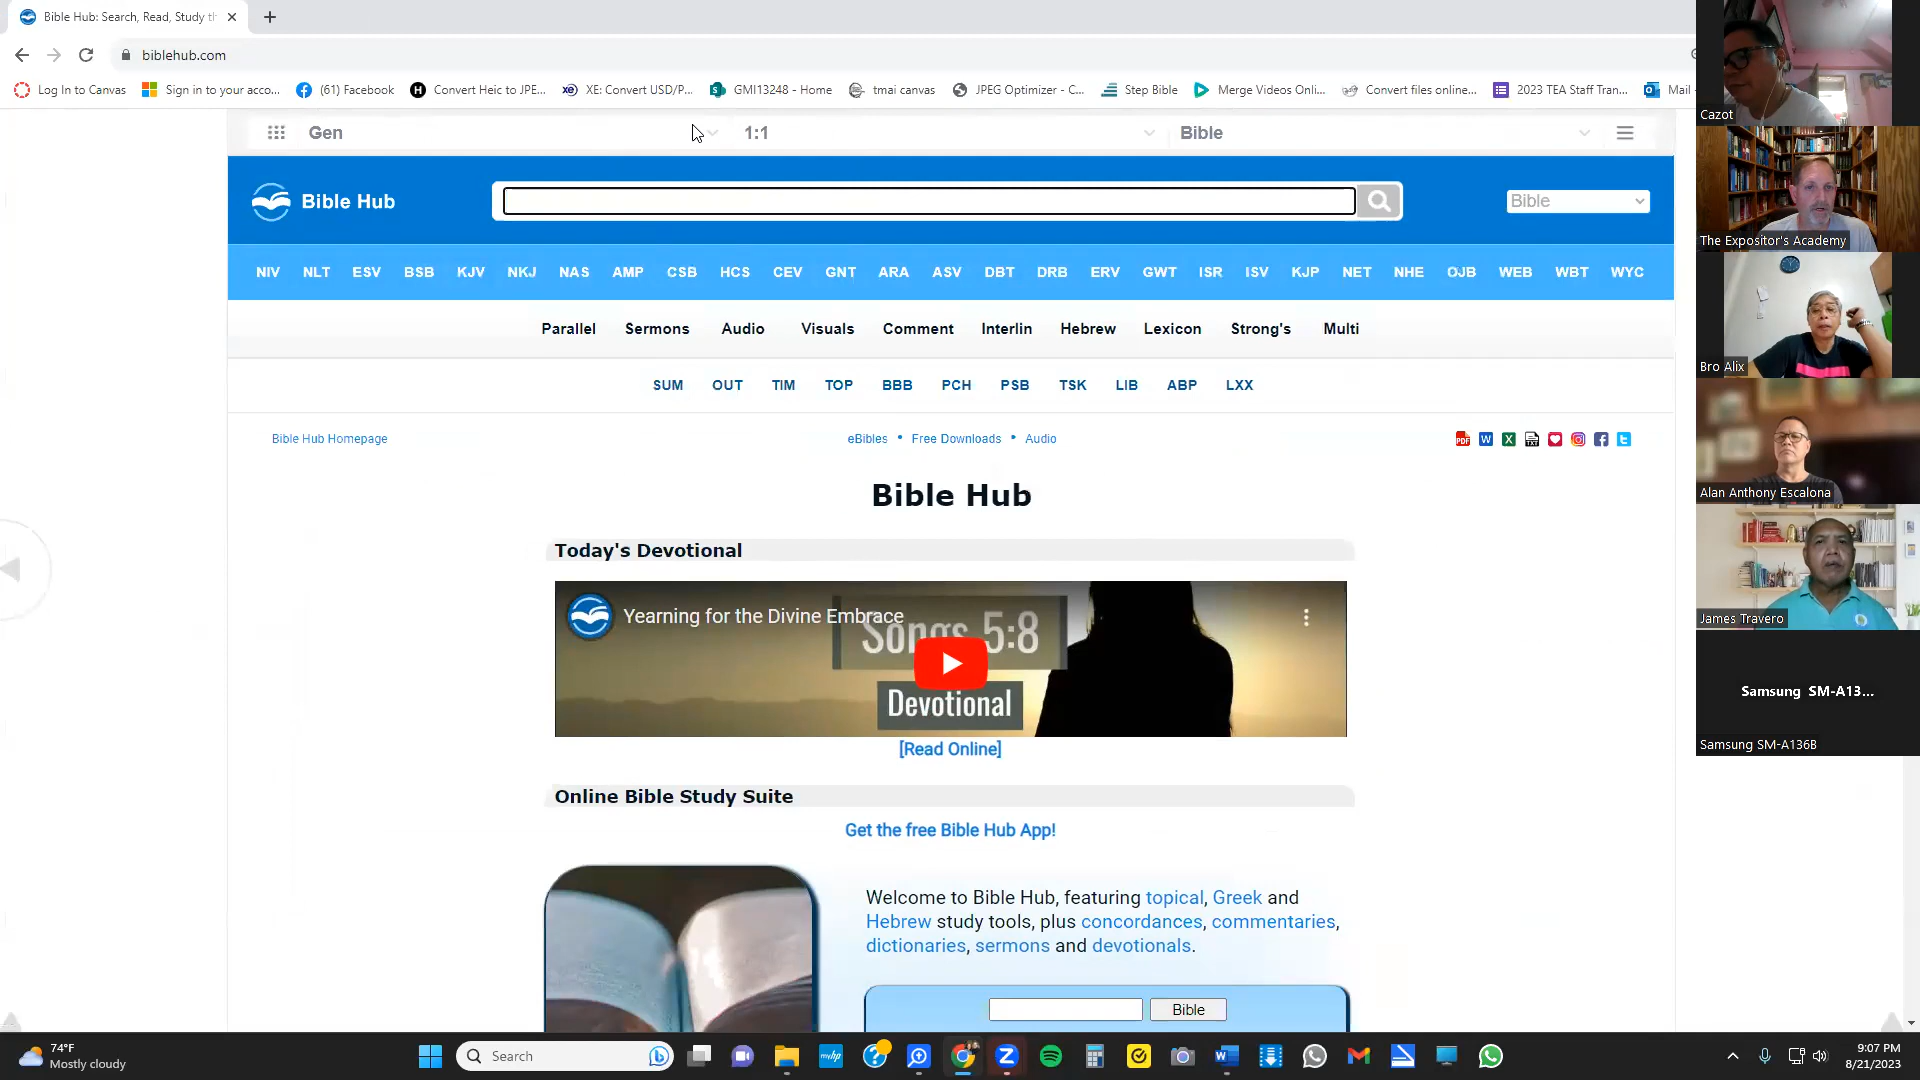 Bible Hub: Search, Read, Study th
biblehub.com
Log In to Canvas
Sign in to your acco...
(61) Facebook
Convert Heic to JPE...
XE: Convert USD/P...
GMI13248 - Home
tmai canvas
JPEG Optimizer - C...
Step Bible
Merge Videos Onli...
Convert files online...
2023 TEA Staff Tran...
Mail
Gen
1:1
Bible
Bible Hub
Bible
NIV NLT ESV BSB KJV NKJ NAS AMP CSB HCS CEV GNT ARA ASV DBT DRB ERV GWT ISR ISV KJP NET NHE OJB WEB WBT WYC
Parallel Sermons Audio Visuals Comment Interlin Hebrew Lexicon Strong's Multi
SUM OUT TIM TOP BBB PCH PSB TSK LIB ABP LXX
Bible Hub Homepage
eBibles • Free Downloads • Audio
Bible Hub
Today's Devotional
Yearning for the Divine Embrace
Songs 5:8
Devotional
[Read Online]
Online Bible Study Suite
Get the free Bible Hub App!
Welcome to Bible Hub, featuring topical, Greek and
Hebrew study tools, plus concordances, commentaries,
dictionaries, sermons and devotionals.
Bible
Cazot
The Expositor's Academy
Bro Alix
Alan Anthony Escalona
James Travero
Samsung SM-A13...
Samsung SM-A136B
74°F
Mostly cloudy
Search
9:07 PM
8/21/2023